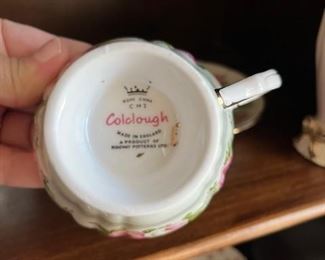 BONE CHINA
C M I
Colclough
MADE IN ENGLAND
A PRODUCT OF
RIDGWAY POTTERIES LTD.